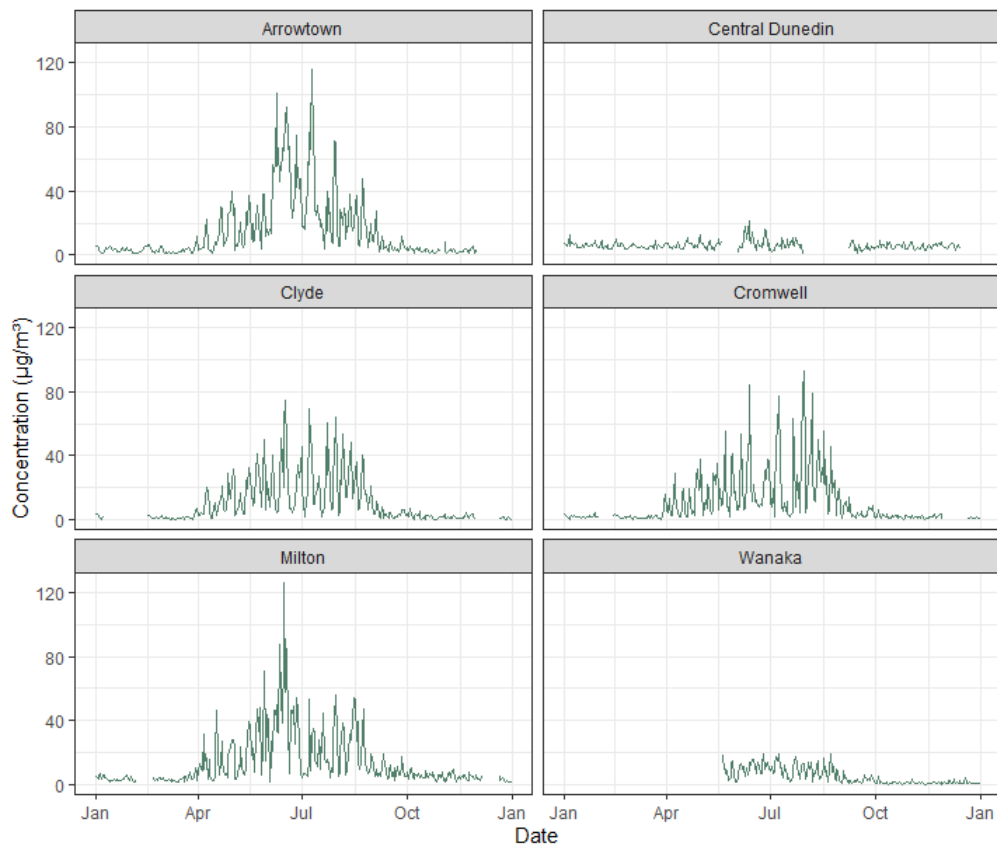 Arrowtown Central Dunedin
120
80
40
0
Clyde Cromwell
120
80
40
0
Concentration (µg/m³)
Milton Wanaka
120
80
40
0
Jan Apr Jul Oct Jan Jan Apr Jul Oct Jan
Date